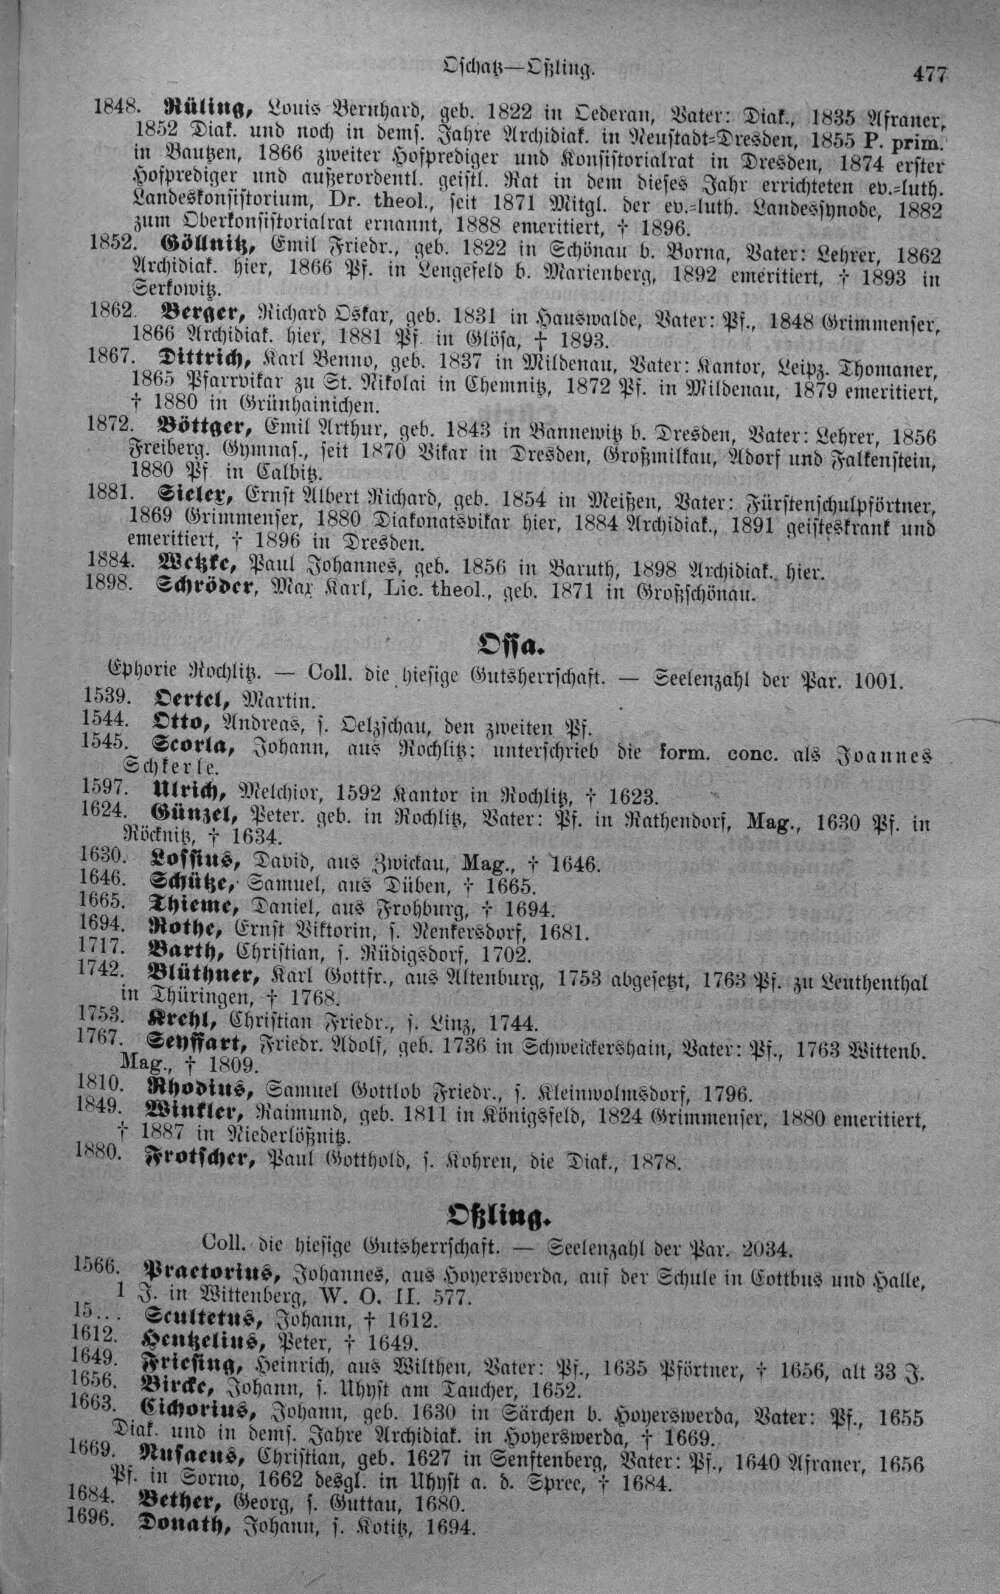 Oschatz—Oßling.
477
1848. Rüling, Louis Bernhard, geb. 1822 in Oederan, Vater: Diak., 1835 Afraner,
1852 Diak. und noch in dems. Jahre Archidiak. in Neustadt-Dresden, 1855 P. prim.
in Bautzen, 1866 zweiter Hofprediger und Konsistorialrat in Dresden, 1874 erster
Hofprediger und außerordentl. geistl. Rat in dem dieses Jahr errichteten ev.-luth.
Landeskonsistorium, Dr. theol., seit 1871 Mitgl. der ev.-luth. Landessynode, 1882
zum Oberkonsistorialrat ernannt, 1888 emeritiert, † 1896.
1852. Göllnitz, Emil Friedr., geb. 1822 in Schönau b. Borna, Vater: Lehrer, 1862
Archidiak. hier, 1866 Pf. in Lengefeld b. Marienberg, 1892 emeritiert, † 1893 in
Serkowitz.
1862. Berger, Richard Oskar, geb. 1831 in Hauswalde, Vater: Pf., 1848 Grimmenser,
1866 Archidiak. hier, 1881 Pf. in Glösa, † 1893.
1867. Dittrich, Karl Benno, geb. 1837 in Mildenau, Vater: Kantor, Leipz. Thomaner,
1865 Pfarrvikar zu St. Nikolai in Chemnitz, 1872 Pf. in Mildenau, 1879 emeritiert,
† 1880 in Grünhainichen.
1872. Böttger, Emil Arthur, geb. 1843 in Bannewitz b. Dresden, Vater: Lehrer, 1856
Freiberg. Gymnas., seit 1870 Vikar in Dresden, Großmilkau, Adorf und Falkenstein,
1880 Pf. in Calbitz.
1881. Sieler, Ernst Albert Richard, geb. 1854 in Meißen, Vater: Fürstenschulpförtner,
1869 Grimmenser, 1880 Diakonatsvikar hier, 1884 Archidiak., 1891 geisteskrank und
emeritiert, † 1896 in Dresden.
1884. Wetzke, Paul Johannes, geb. 1856 in Baruth, 1898 Archidiak. hier.
1898. Schröder, Max Karl, Lic. theol., geb. 1871 in Großschönau.
Ossa.
Ephorie Rochlitz. — Coll. die hiesige Gutsherrschaft. — Seelenzahl der Par. 1001.
1539. Oertel, Martin.
1544. Otto, Andreas, s. Oelzschau, den zweiten Pf.
1545. Scorla, Johann, aus Rochlitz; unterschrieb die form. conc. als Joannes
Schkerle.
1597. Ulrich, Melchior, 1592 Kantor in Rochlitz, † 1623.
1624. Günzel, Peter. geb. in Rochlitz, Vater: Pf. in Rathendorf, Mag., 1630 Pf. in
Röcknitz, † 1634.
1630. Lossius, David, aus Zwickau, Mag., † 1646.
1646. Schütze, Samuel, aus Düben, † 1665.
1665. Thieme, Daniel, aus Frohburg, † 1694.
1694. Rothe, Ernst Viktorin, s. Nenkersdorf, 1681.
1717. Barth, Christian, s. Rüdigsdorf, 1702.
1742. Blüthner, Karl Gottfr., aus Altenburg, 1753 abgesetzt, 1763 Pf. zu Leuthenthal
in Thüringen, † 1768.
1753. Krehl, Christian Friedr., s. Linz, 1744.
1767. Seyffart, Friedr. Adolf, geb. 1736 in Schweickershain, Vater: Pf., 1763 Wittenb.
Mag., † 1809.
1810. Rhodius, Samuel Gottlob Friedr., s. Kleinwolmsdorf, 1796.
1849. Winkler, Raimund, geb. 1811 in Königsfeld, 1824 Grimmenser, 1880 emeritiert,
† 1887 in Niederlößnitz.
1880. Frotscher, Paul Gotthold, s. Kohren, die Diak., 1878.
Oßling.
Coll. die hiesige Gutsherrschaft. — Seelenzahl der Par. 2034.
1566. Praetorius, Johannes, aus Hoyerswerda, auf der Schule in Cottbus und Halle,
1 J. in Wittenberg, W. O. II. 577.
15... Scultetus, Johann, † 1612.
1612. Hentzelius, Peter, † 1649.
1649. Friesing, Heinrich, aus Wilthen, Vater: Pf., 1635 Pförtner, † 1656, alt 33 J.
1656. Bircke, Johann, s. Uhyst am Taucher, 1652.
1663. Cichorius, Johann, geb. 1630 in Särchen b. Hoyerswerda, Vater: Pf., 1655
Diak. und in dems. Jahre Archidiak. in Hoyerswerda, † 1669.
1669. Nusaeus, Christian, geb. 1627 in Senftenberg, Vater: Pf., 1640 Afraner, 1656
Pf. in Sorno, 1662 desgl. in Uhyst a. d. Spree, † 1684.
1684. Bether, Georg, s. Guttau, 1680.
1696. Donath, Johann, s. Kotitz, 1694.